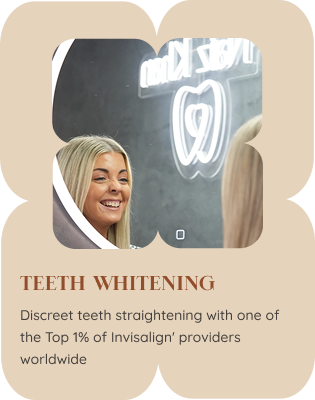 TEETH WHITENING
Discreet teeth straightening with one of
the Top 1% of Invisalign' providers
worldwide